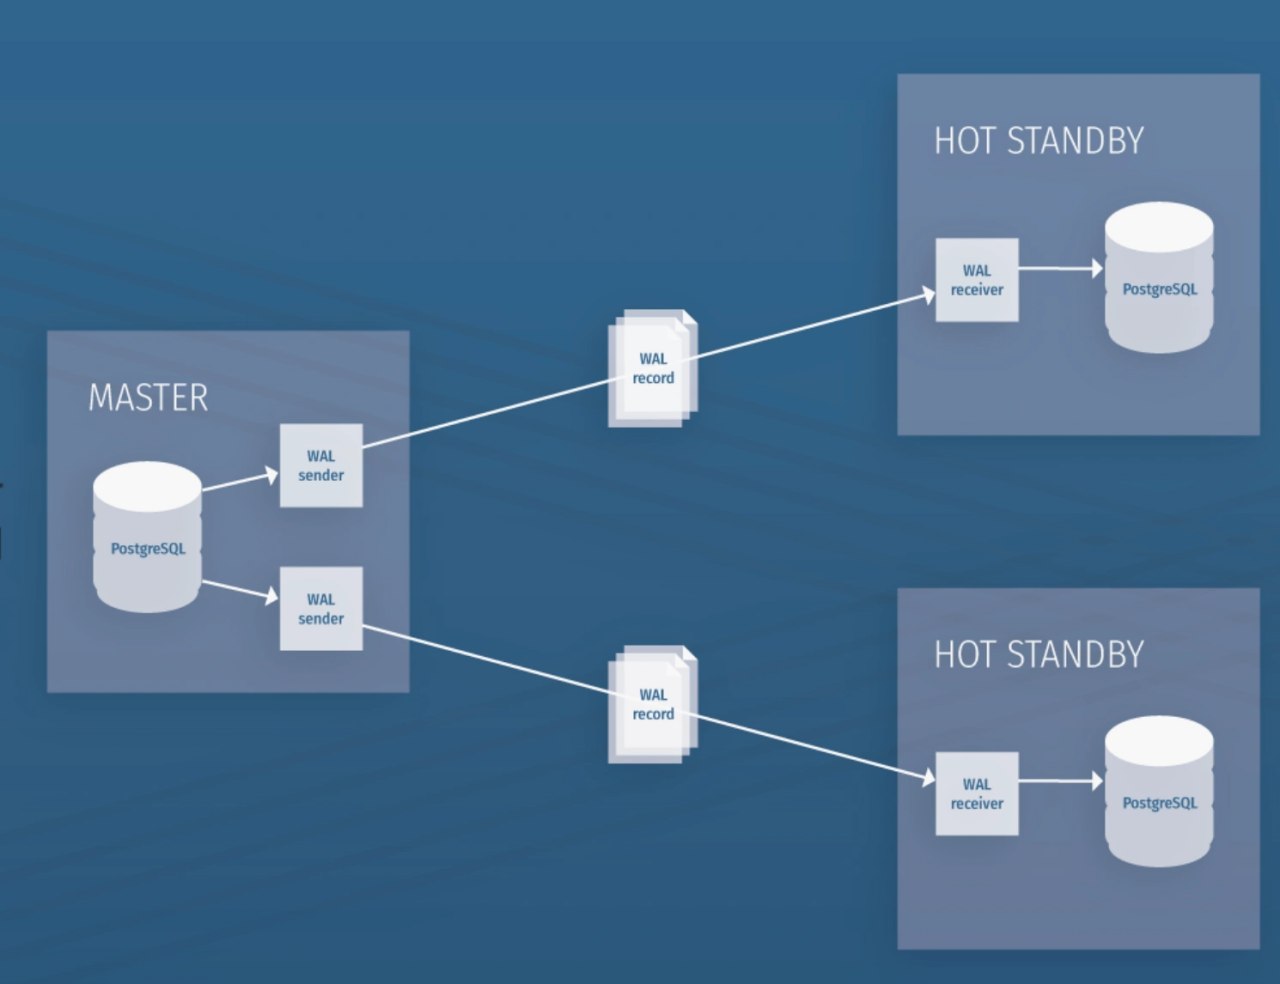 HOT STANDBY
WAL
receiver
PostgreSQL
WAL
record
MASTER
WAL
sender
PostgreSQL
WAL
sender
WAL
record
HOT STANDBY
WAL
receiver
PostgreSQL